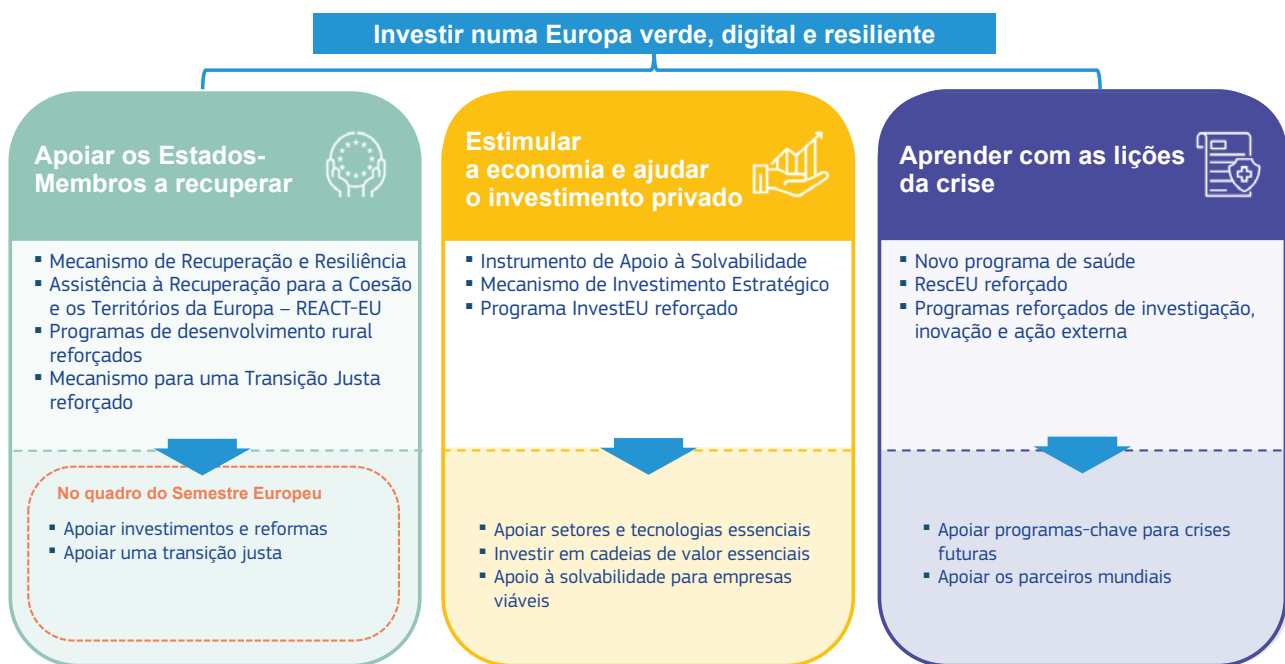 Investir numa Europa verde, digital e resiliente
Apoiar os Estados-
Membros a recuperar
▪ Mecanismo de Recuperação e Resiliência
▪ Assistência à Recuperação para a Coesão
e os Territórios da Europa – REACT-EU
▪ Programas de desenvolvimento rural
reforçados
▪ Mecanismo para uma Transição Justa
reforçado
No quadro do Semestre Europeu
▪ Apoiar investimentos e reformas
▪ Apoiar uma transição justa
Estimular
a economia e ajudar
o investimento privado
▪ Instrumento de Apoio à Solvabilidade
▪ Mecanismo de Investimento Estratégico
▪ Programa InvestEU reforçado
▪ Apoiar setores e tecnologias essenciais
▪ Investir em cadeias de valor essenciais
▪ Apoio à solvabilidade para empresas
viáveis
Aprender com as lições
da crise
▪ Novo programa de saúde
▪ RescEU reforçado
▪ Programas reforçados de investigação,
inovação e ação externa
▪ Apoiar programas-chave para crises
futuras
▪ Apoiar os parceiros mundiais